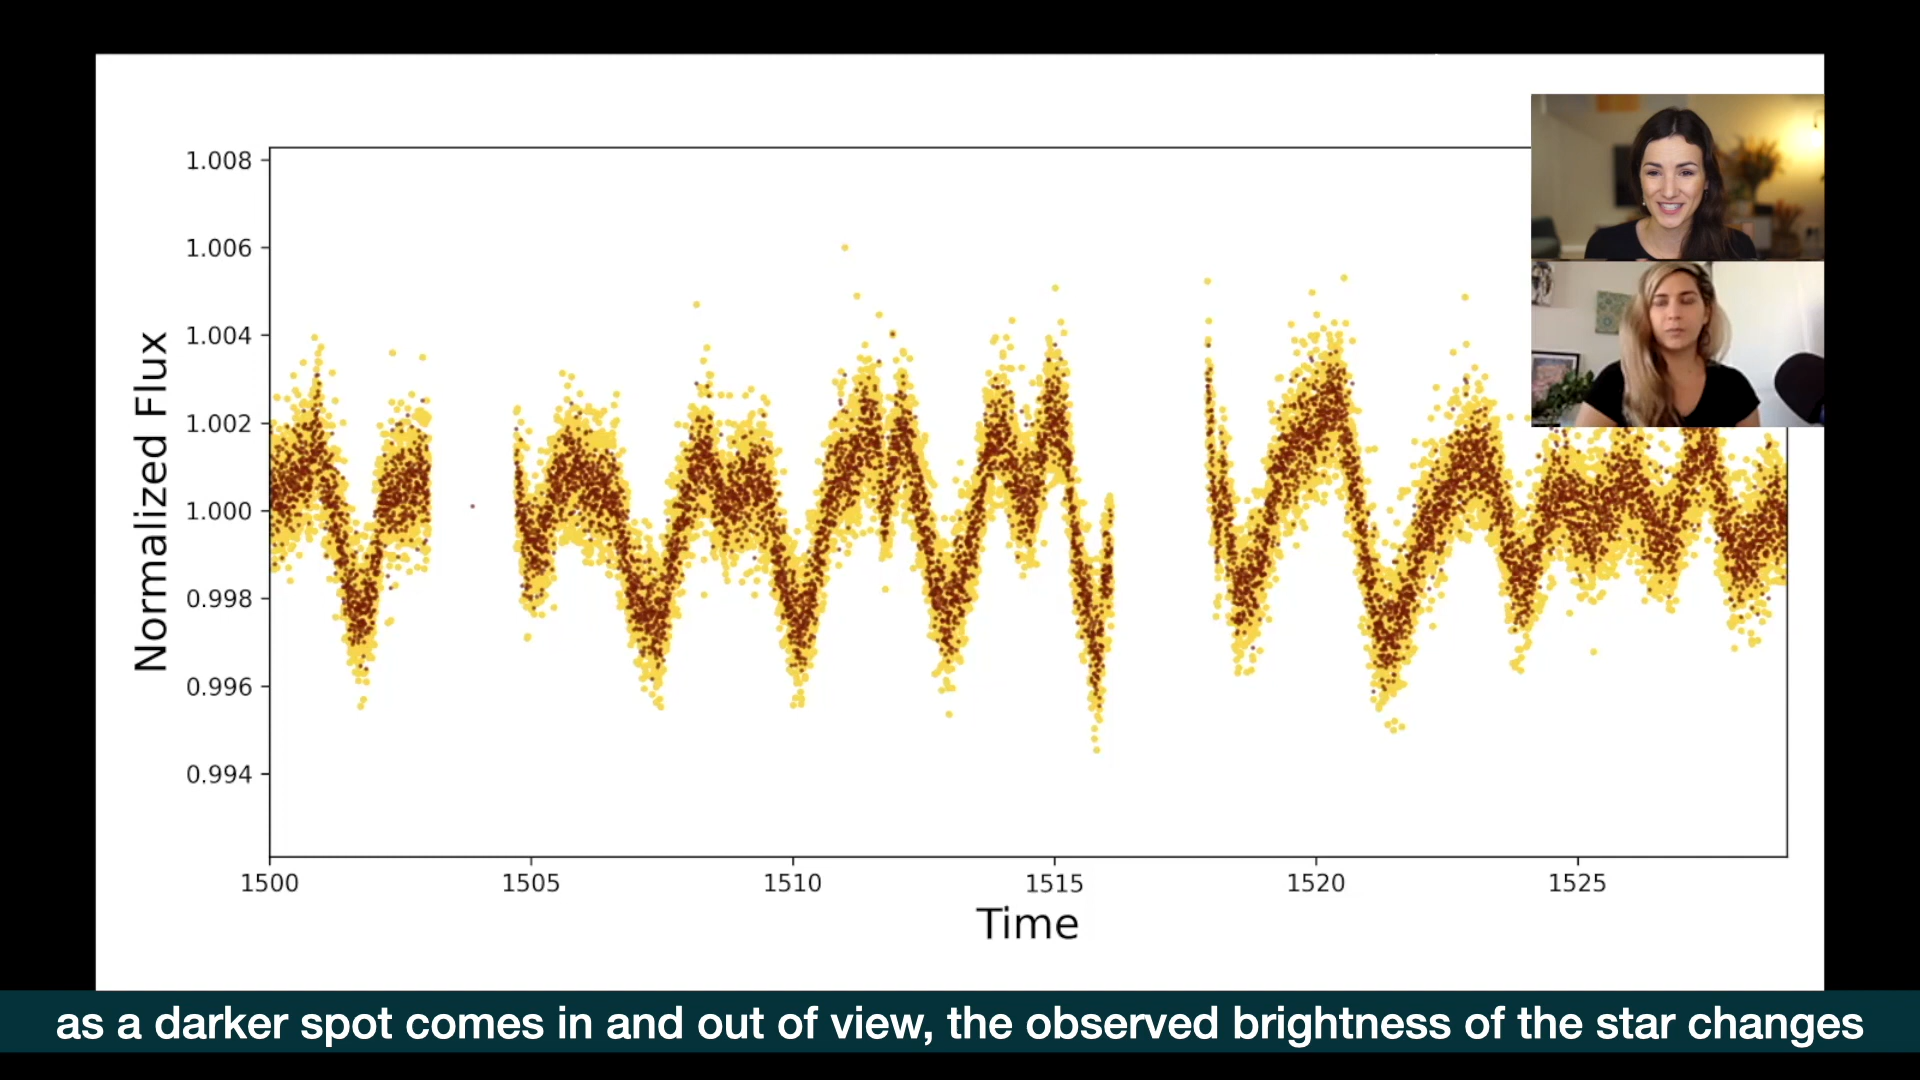 1.008
1.006
1.004
1.002
1.000
0.998
0.996
0.994
Normalized Flux
1500 1505 1510 1515 1520 1525
Time
as a darker spot comes in and out of view, the observed brightness of the star changes